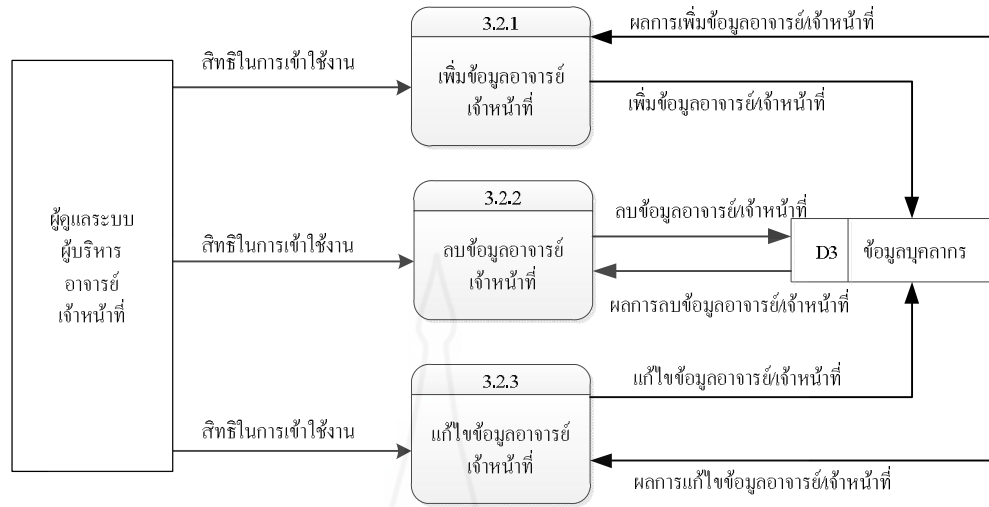 3.2.1
ผลการเพิ่มข้อมูลอาจารย์/เจ้าหน้าที่
สิทธิในการเข้าใช้งาน
เพิ่มข้อมูลอาจารย์
เจ้าหน้าที่
เพิ่มข้อมูลอาจารย์/เจ้าหน้าที่
ผู้ดูแลระบบ
ผู้บริหาร
อาจารย์
เจ้าหน้าที่
3.2.2
สิทธิในการเข้าใช้งาน
ลบข้อมูลอาจารย์
เจ้าหน้าที่
ลบข้อมูลอาจารย์/เจ้าหน้าที่
D3 ข้อมูลบุคลากร
ผลการลบข้อมูลอาจารย์/เจ้าหน้าที่
3.2.3
แก้ไขข้อมูลอาจารย์/เจ้าหน้าที่
สิทธิในการเข้าใช้งาน
แก้ไขข้อมูลอาจารย์
เจ้าหน้าที่
ผลการแก้ไขข้อมูลอาจารย์/เจ้าหน้าที่